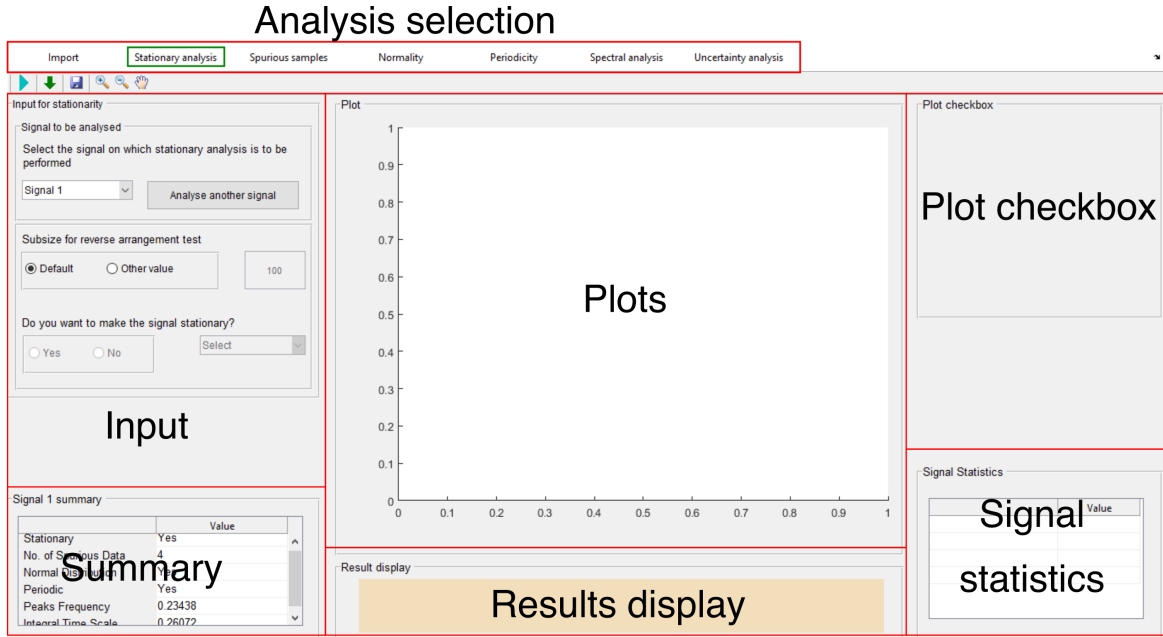 Analysis selection
Import Stationary analysis Spurious samples Normality Periodicity Spectral analysis Uncertainty analysis
Input for stationarity
Signal to be analysed
Select the signal on which stationary analysis is to be
performed
Signal 1 Analyse another signal
Subsize for reverse arrangement test
Default Other value 100
Do you want to make the signal stationary?
Yes No Select
Input
Signal 1 summary
Value
Stationary Yes
No. of Spurious Data 4
Normal Distribution Yes
Periodic Yes
Peaks Frequency 0.23438
Integral Time Scale 0.26072
Summary
Plot
1
0.9
0.8
0.7
0.6
0.5
0.4
0.3
0.2
0.1
0
0 0.1 0.2 0.3 0.4 0.5 0.6 0.7 0.8 0.9 1
Plots
Result display
Results display
Plot checkbox
Plot checkbox
Signal Statistics
Value
Signal
statistics